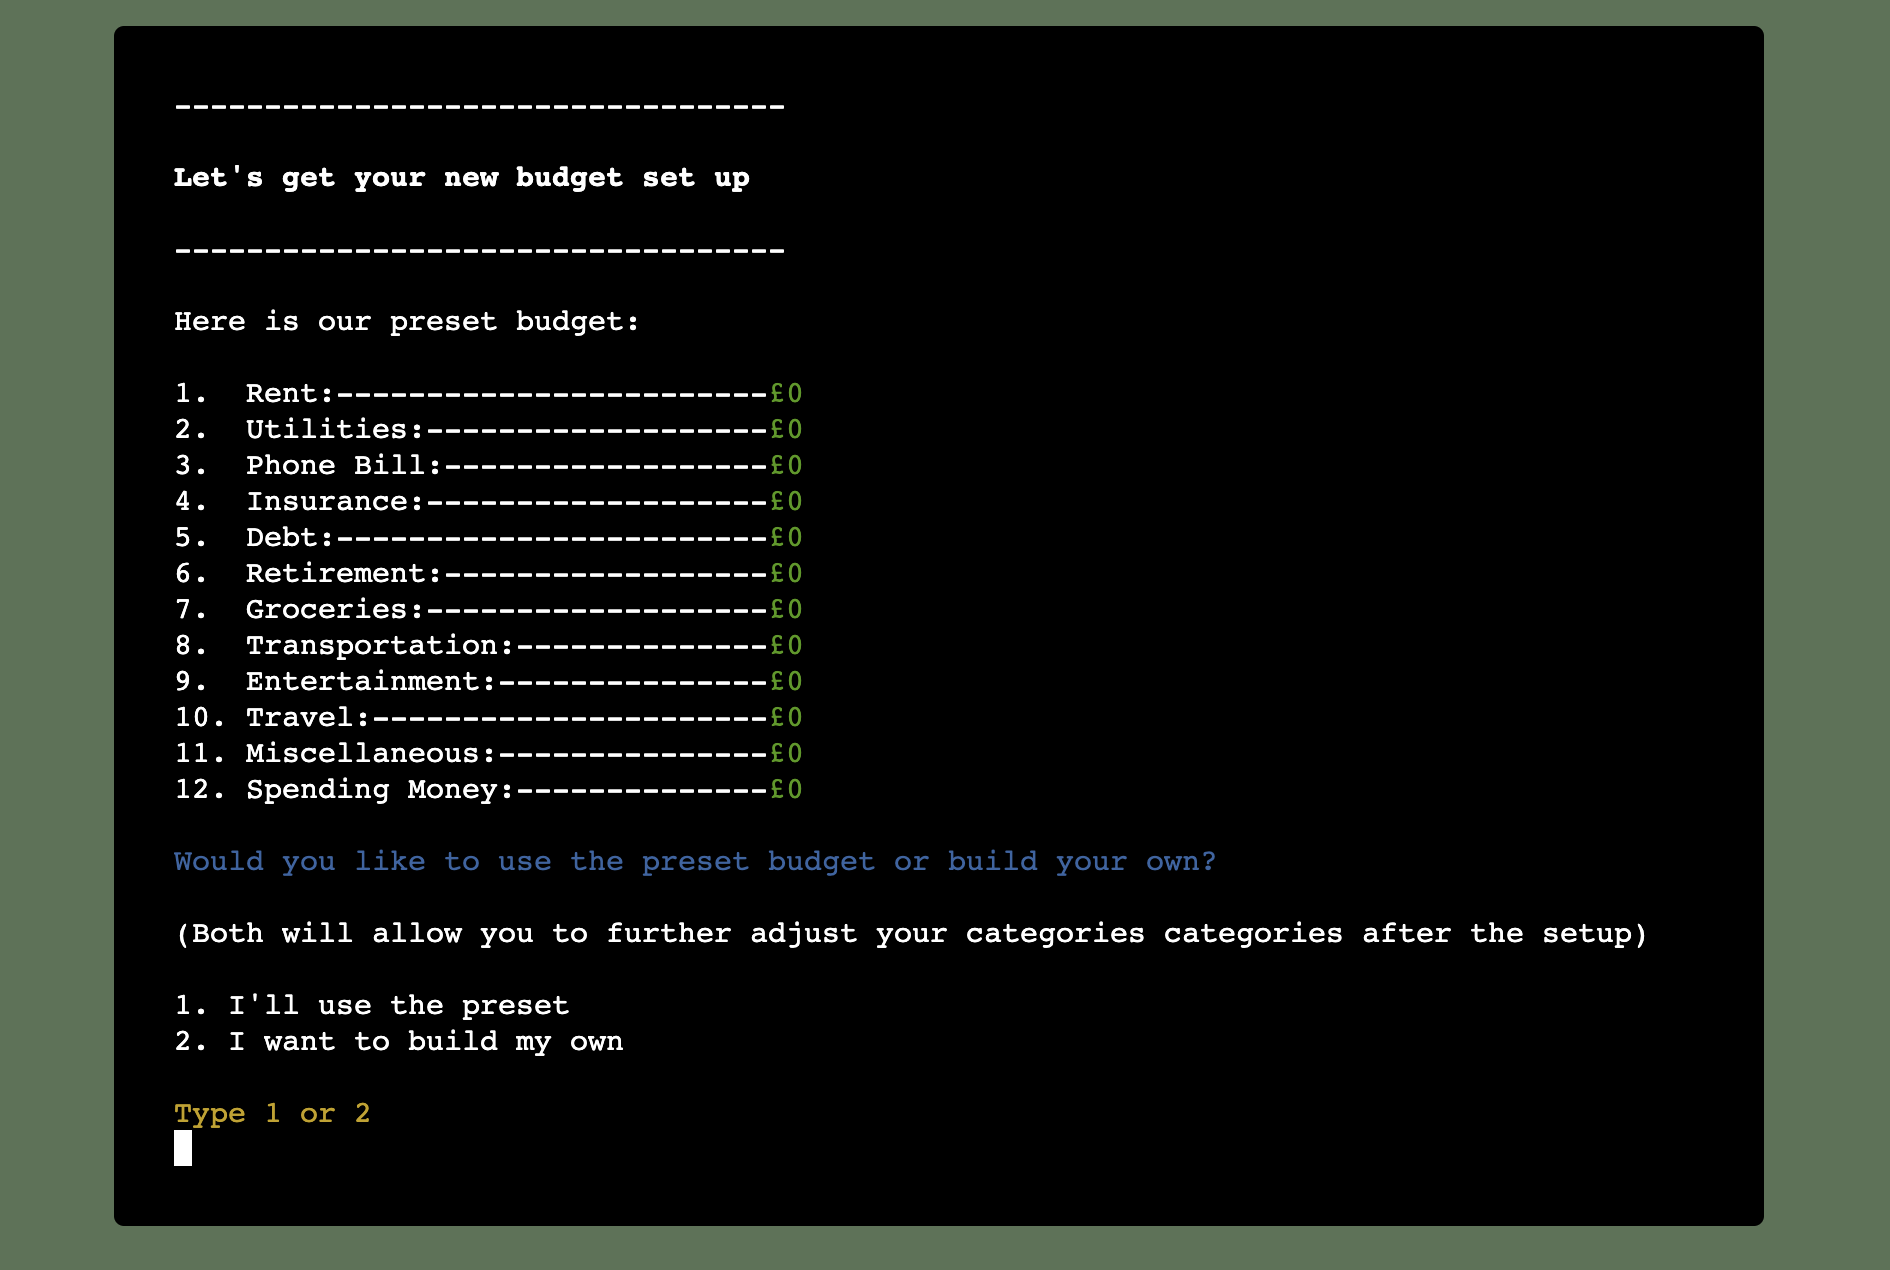 ----------------------------------
Let's get your new budget set up
----------------------------------
Here is our preset budget:
1.  Rent:------------------------£0
2.  Utilities:-------------------£0
3.  Phone Bill:------------------£0
4.  Insurance:-------------------£0
5.  Debt:------------------------£0
6.  Retirement:------------------£0
7.  Groceries:-------------------£0
8.  Transportation:--------------£0
9.  Entertainment:---------------£0
10. Travel:----------------------£0
11. Miscellaneous:---------------£0
12. Spending Money:--------------£0
Would you like to use the preset budget or build your own?
(Both will allow you to further adjust your categories categories after the setup)
1. I'll use the preset
2. I want to build my own
Type 1 or 2